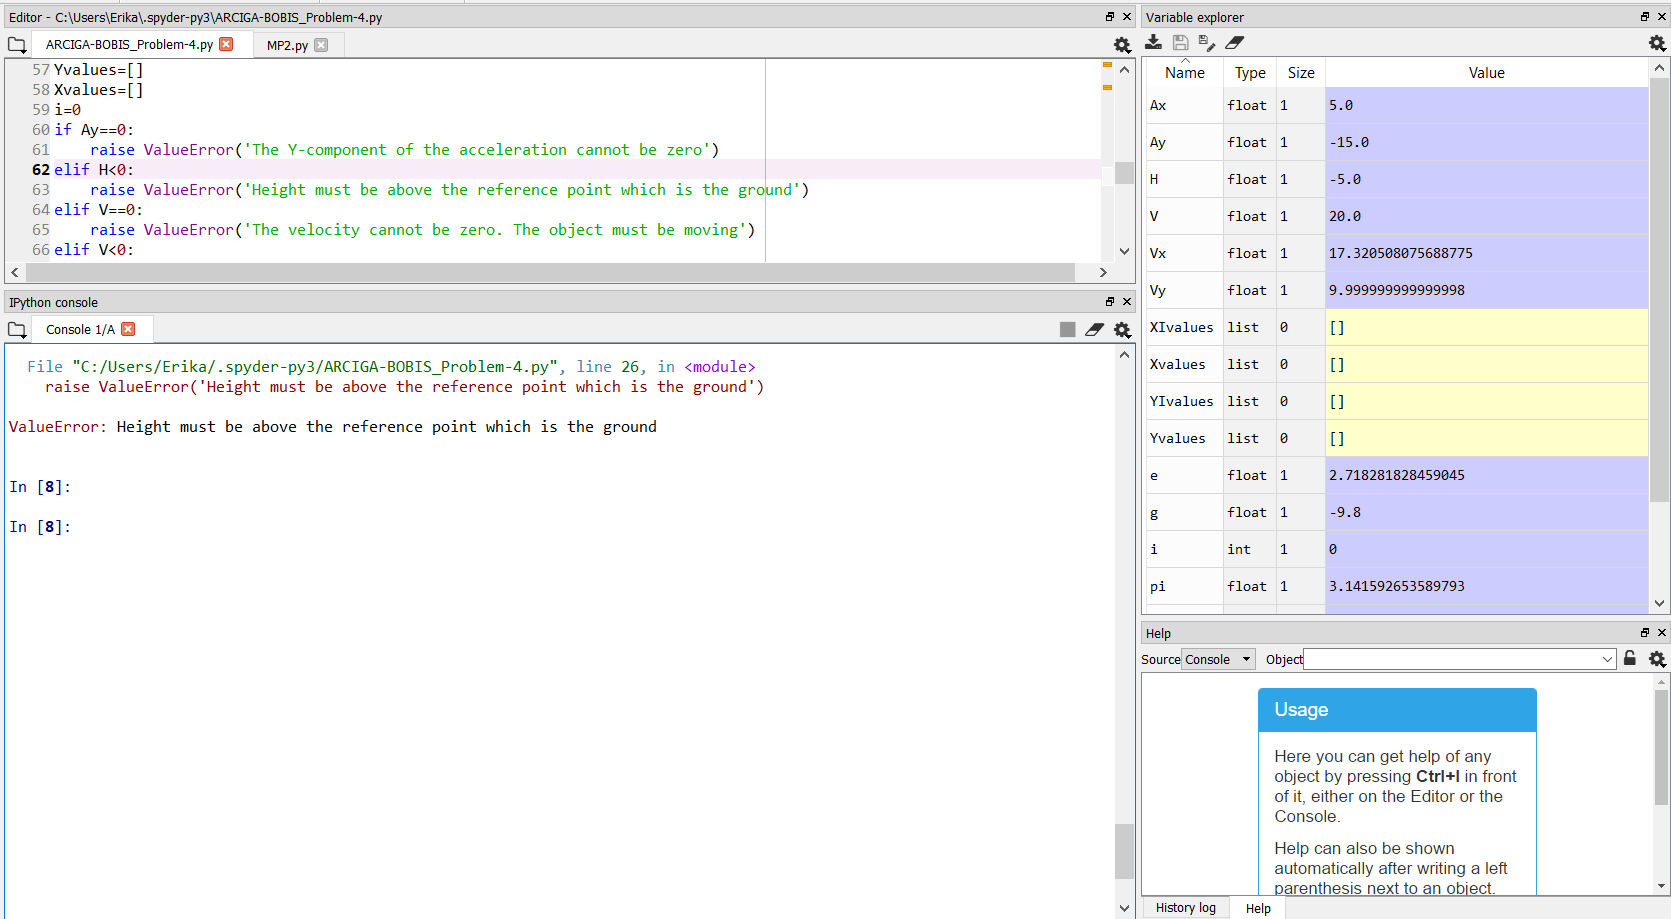 Editor - C:\Users\Erika\.spyder-py3\ARCIGA-BOBIS_Problem-4.py
ARCIGA-BOBIS_Problem-4.py
MP2.py
57 Yvalues=[]
58 Xvalues=[]
59 i=0
60 if Ay==0:
61     raise ValueError('The Y-component of the acceleration cannot be zero')
62 elif H<0:
63     raise ValueError('Height must be above the reference point which is the ground')
64 elif V==0:
65     raise ValueError('The velocity cannot be zero. The object must be moving')
66 elif V<0:
IPython console
Console 1/A
File "C:/Users/Erika/.spyder-py3/ARCIGA-BOBIS_Problem-4.py", line 26, in <module>
raise ValueError('Height must be above the reference point which is the ground')
ValueError: Height must be above the reference point which is the ground
In [8]:
In [8]:
Variable explorer
Name Type Size Value
Ax float 1 5.0
Ay float 1 -15.0
H float 1 -5.0
V float 1 20.0
Vx float 1 17.320508075688775
Vy float 1 9.999999999999998
XIvalues list 0 []
Xvalues list 0 []
YIvalues list 0 []
Yvalues list 0 []
e float 1 2.718281828459045
g float 1 -9.8
i int 1 0
pi float 1 3.141592653589793
Help
Source Console Object
Usage
Here you can get help of any
object by pressing Ctrl+I in front
of it, either on the Editor or the
Console.
Help can also be shown
automatically after writing a left
parenthesis next to an object.
History log Help